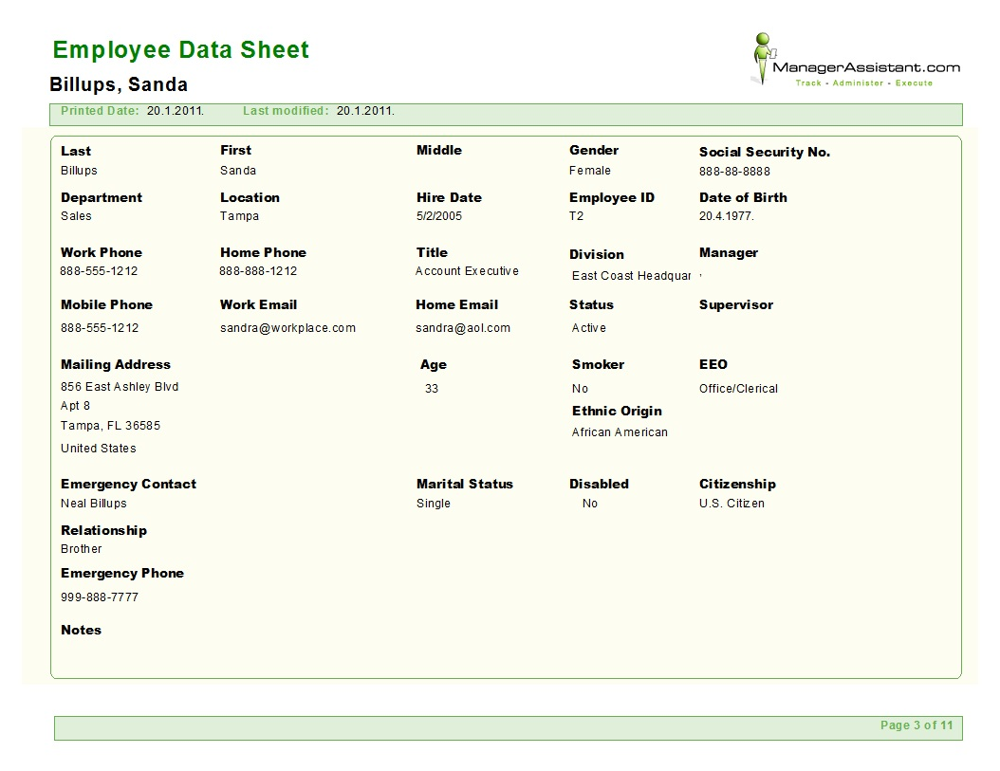 Employee Data Sheet
ManagerAssistant.com
Track - Administer - Execute
Billups, Sanda
Printed Date: 20.1.2011. Last modified: 20.1.2011.
Last First Middle Gender Social Security No.
Billups Sanda Female 888-88-8888
Department Location Hire Date Employee ID Date of Birth
Sales Tampa 5/2/2005 T2 20.4.1977.
Work Phone Home Phone Title Division Manager
888-555-1212 888-888-1212 Account Executive East Coast Headquar ,
Mobile Phone Work Email Home Email Status Supervisor
888-555-1212 sandra@workplace.com sandra@aol.com Active
Mailing Address Age Smoker EEO
856 East Ashley Blvd 33 No Office/Clerical
Apt 8
Ethnic Origin
Tampa, FL 36585 African American
United States
Emergency Contact Marital Status Disabled Citizenship
Neal Billups Single No U.S. Citizen
Relationship
Brother
Emergency Phone
999-888-7777
Notes
Page 3 of 11